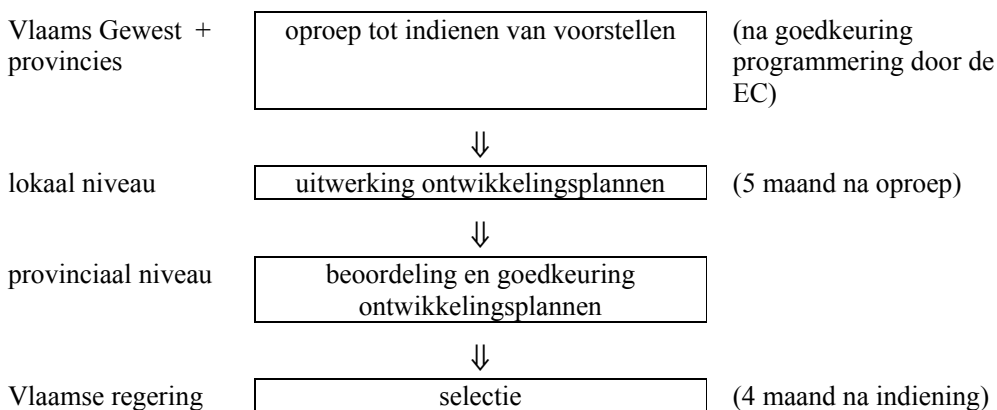 Vlaams Gewest + oproep tot indienen van voorstellen (na goedkeuring
provincies programmering door de
EC)
⇓
lokaal niveau uitwerking ontwikkelingsplannen (5 maand na oproep)
⇓
provinciaal niveau beoordeling en goedkeuring
ontwikkelingsplannen
⇓
Vlaamse regering selectie (4 maand na indiening)